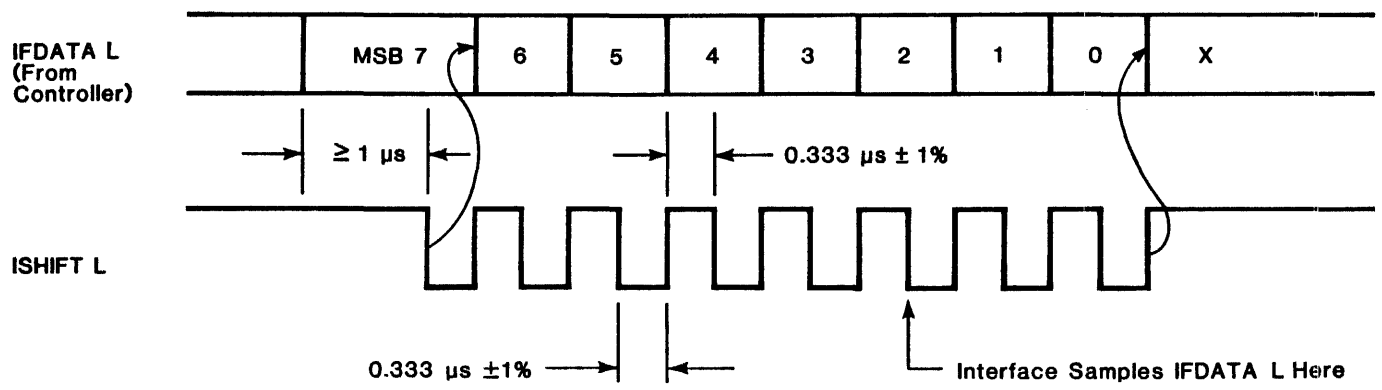 IFDATA L
(From
Controller)
MSB 7 6 5 4 3 2 1 0 X
≥ 1 µs
0.333 µs ± 1%
ISHIFT L
0.333 µs ±1%
Interface Samples IFDATA L Here